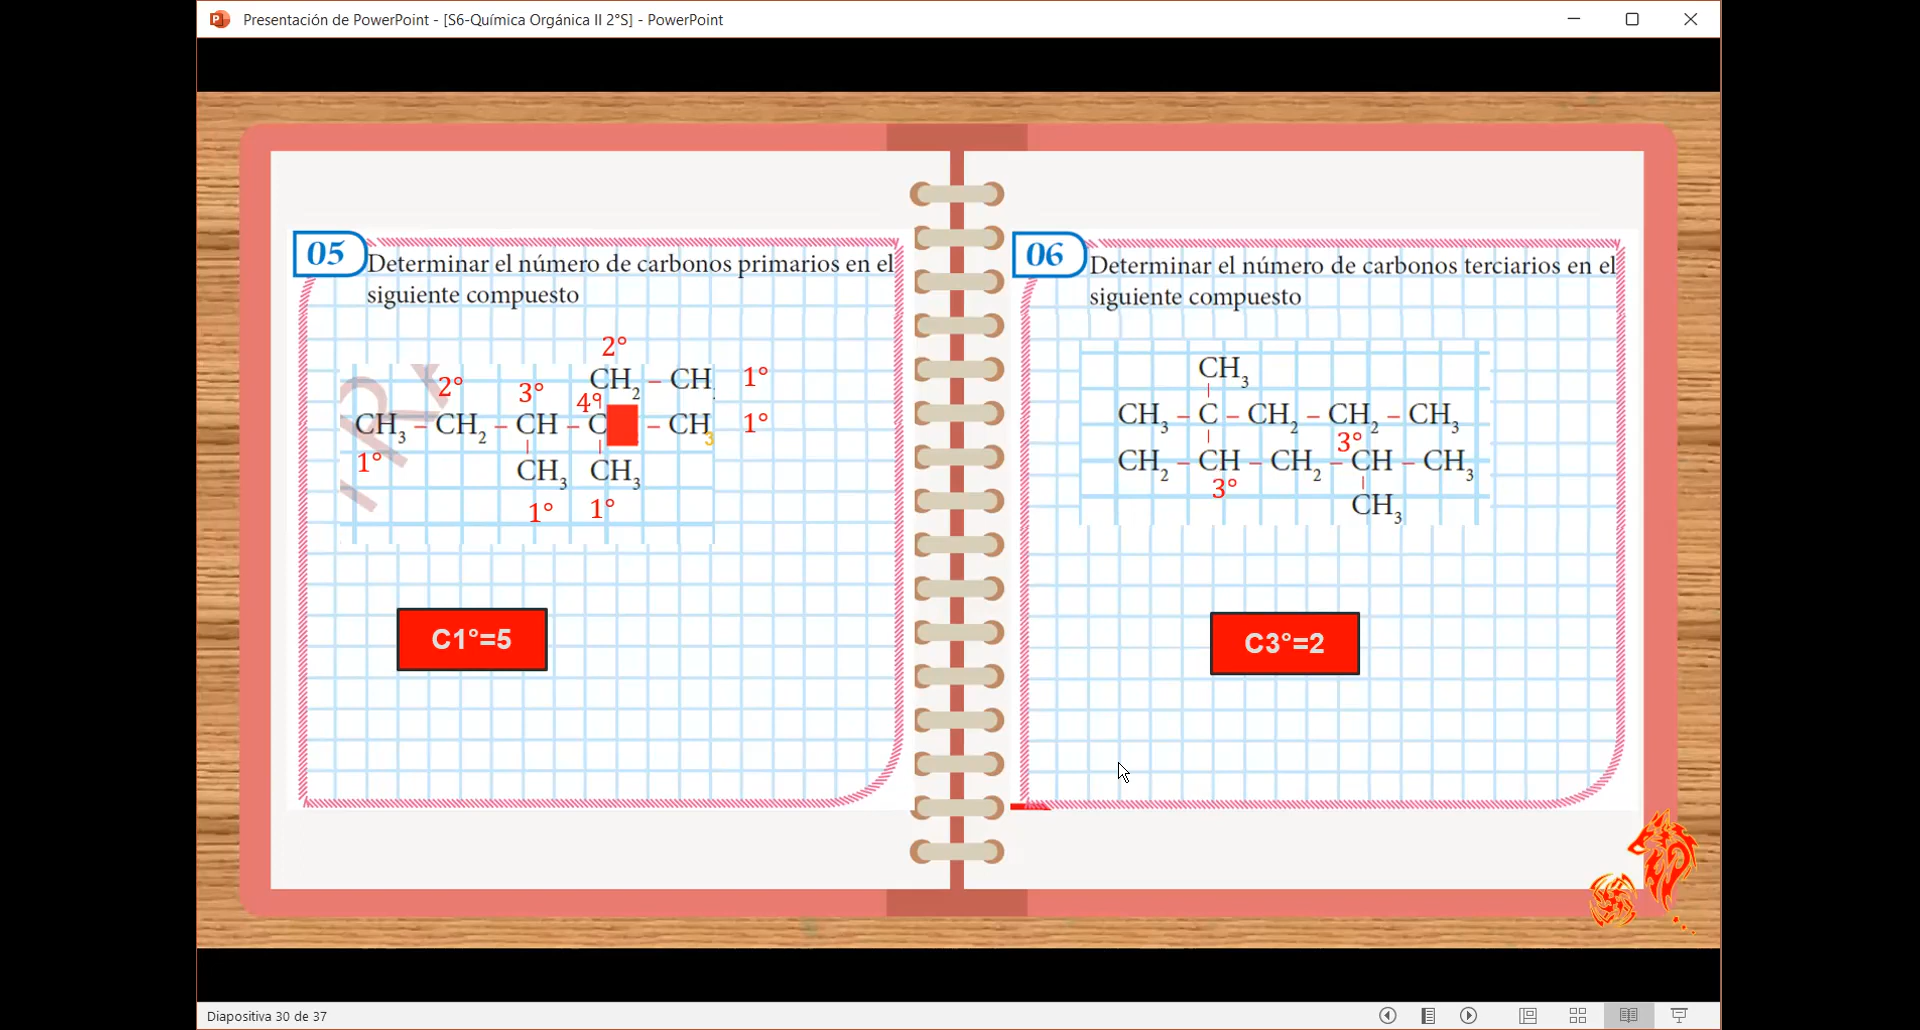 Presentación de PowerPoint - [S6-Química Orgánica II 2°S] - PowerPoint
05
Determinar el número de carbonos primarios en el
siguiente compuesto
2°
2° 3° CH2 – CH 1°
4°
CH3 – CH2 – CH – C – CH3 1°
1° CH3 CH3
1° 1°
C1°=5
06
Determinar el número de carbonos terciarios en el
siguiente compuesto
CH3
CH3 – C – CH2 – CH2 – CH3
3°
CH2 – CH – CH2 – CH – CH3
3°
CH3
C3°=2
Diapositiva 30 de 37